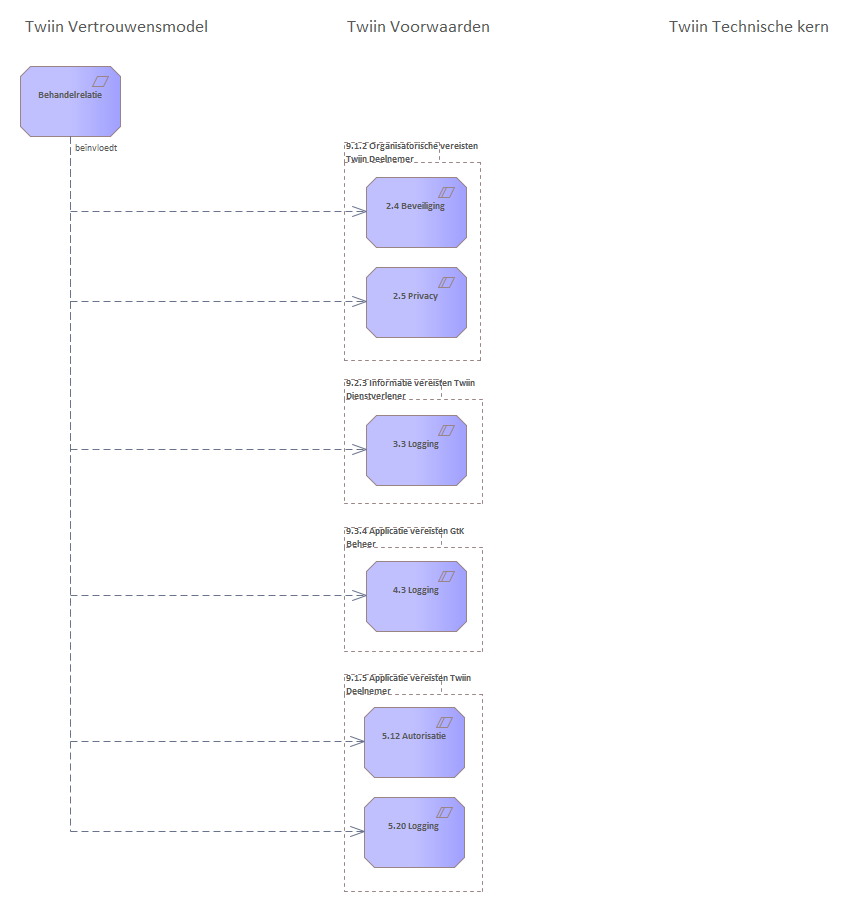 Twiin Vertrouwensmodel
Twiin Voorwaarden
Twiin Technische kern
Behandelrelatie
beïnvloedt
9.1.2 Organisatorische vereisten
Twiin Deelnemer
2.4 Beveiliging
2.5 Privacy
9.2.3 Informatie vereisten Twiin
Dienstverlener
3.3 Logging
9.3.4 Applicatie vereisten GtK
Beheer
4.3 Logging
9.1.5 Applicatie vereisten Twiin
Deelnemer
5.12 Autorisatie
5.20 Logging